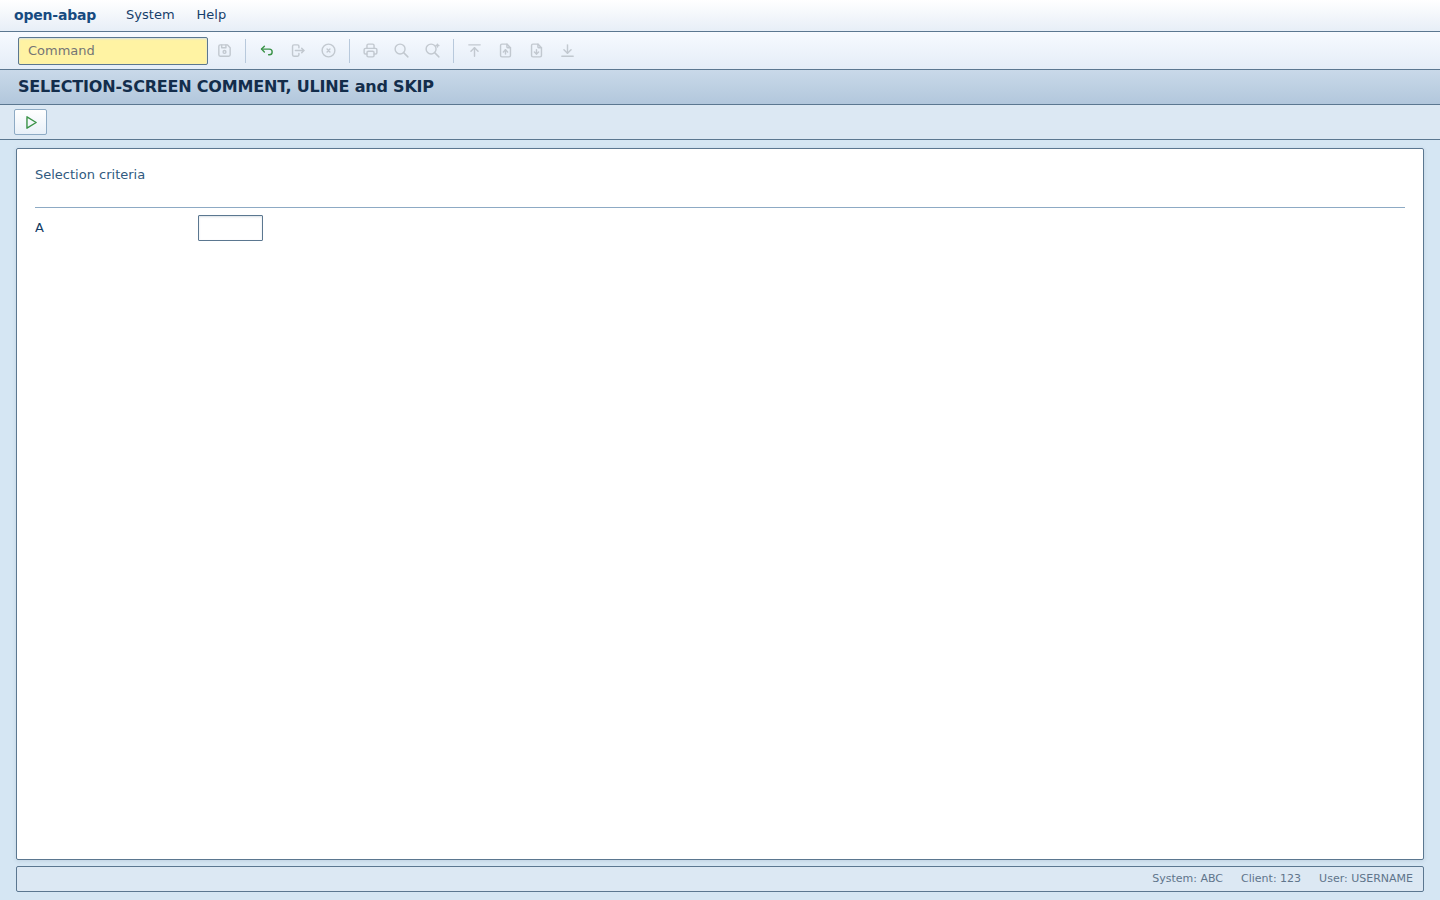 open-abap System Help
Command
SELECTION-SCREEN COMMENT, ULINE and SKIP
Selection criteria
A
System: ABC Client: 123 User: USERNAME